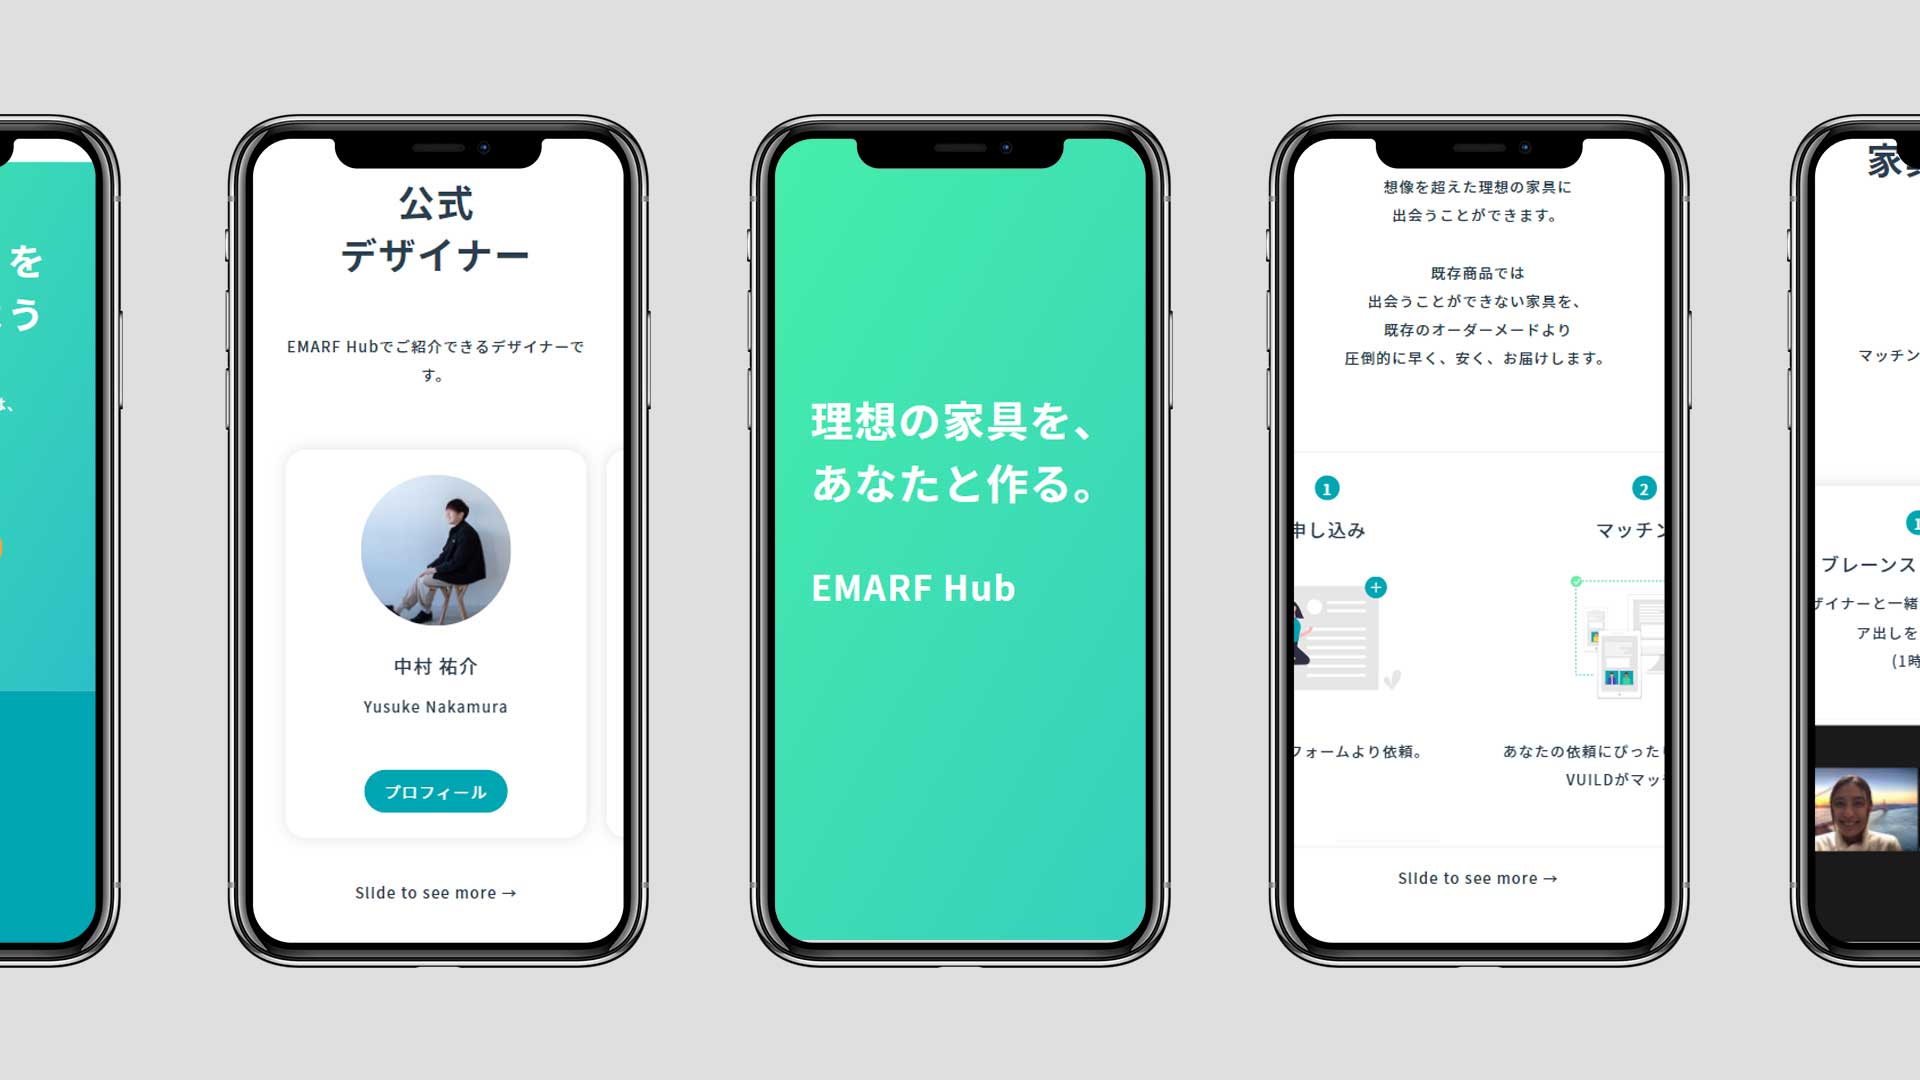 を
う
は、
公式
デザイナー
EMARF Hubでご紹介できるデザイナーで
す。
中村 祐介
Yusuke Nakamura
プロフィール
Slide to see more →
理想の家具を、
あなたと作る。
EMARF Hub
想像を超えた理想の家具に
出会うことができます。
既存商品では
出会うことができない家具を、
既存のオーダーメードより
圧倒的に早く、安く、お届けします。
1
申し込み
フォームより依頼。
2
マッチン
あなたの依頼にぴった
VUILDがマッ
Slide to see more →
家
マッチン
1
ブレーンス
ザイナーと一緒
ア出しを
(1時